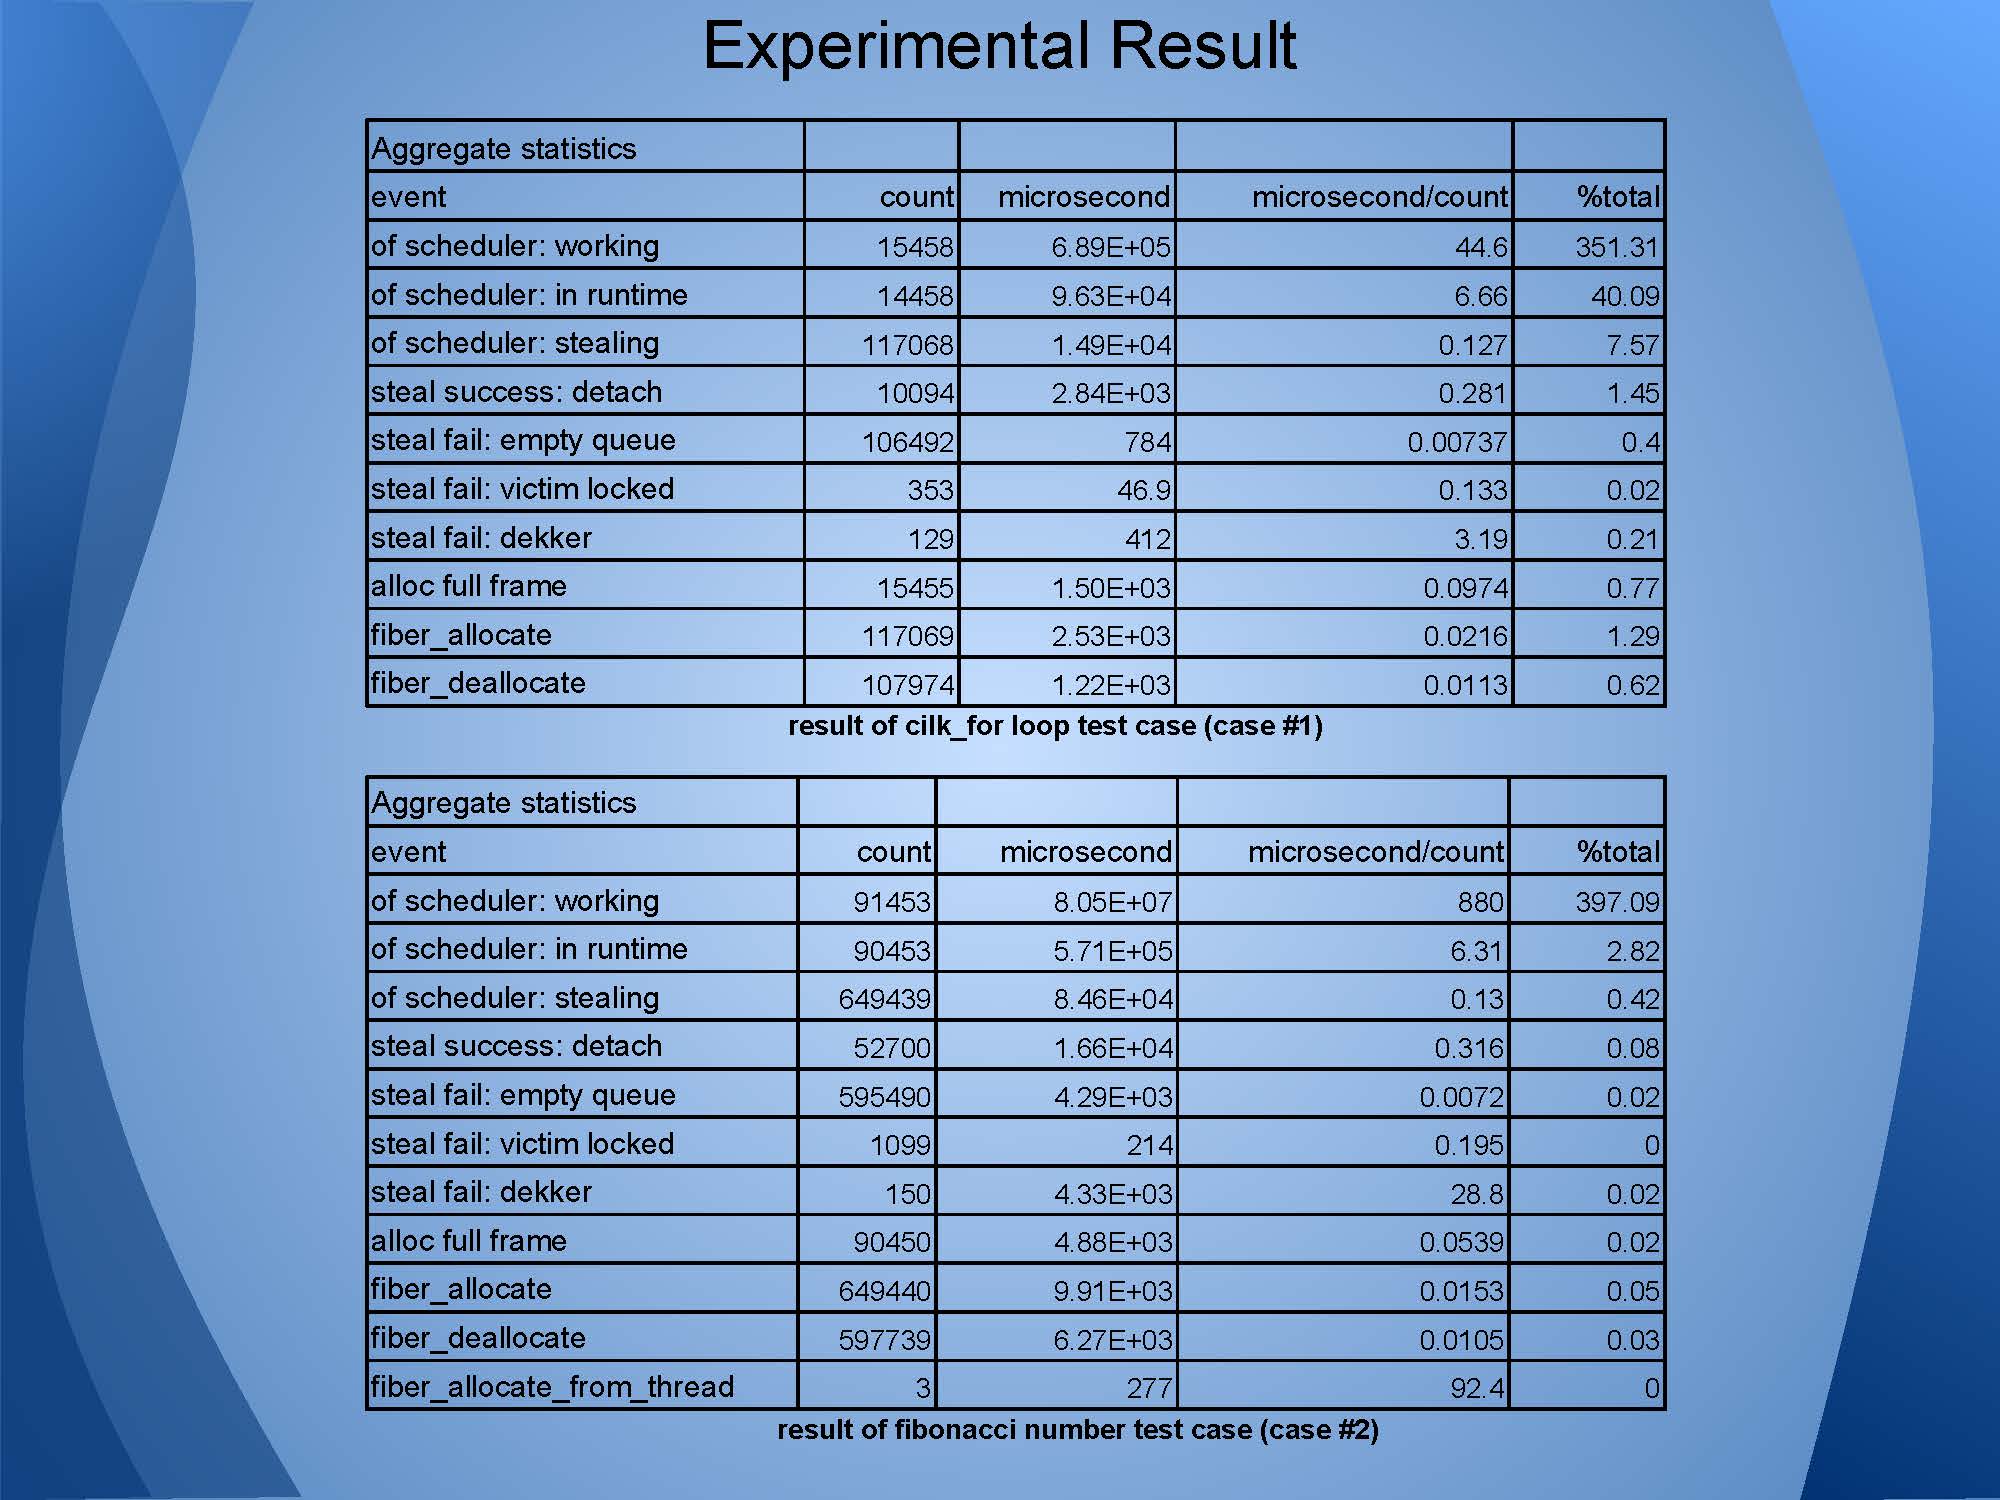 Experimental Result
Aggregate statistics
event count microsecond microsecond/count %total
of scheduler: working 15458 6.89E+05 44.6 351.31
of scheduler: in runtime 14458 9.63E+04 6.66 40.09
of scheduler: stealing 117068 1.49E+04 0.127 7.57
steal success: detach 10094 2.84E+03 0.281 1.45
steal fail: empty queue 106492 784 0.00737 0.4
steal fail: victim locked 353 46.9 0.133 0.02
steal fail: dekker 129 412 3.19 0.21
alloc full frame 15455 1.50E+03 0.0974 0.77
fiber_allocate 117069 2.53E+03 0.0216 1.29
fiber_deallocate 107974 1.22E+03 0.0113 0.62
result of cilk_for loop test case (case #1)
Aggregate statistics
event count microsecond microsecond/count %total
of scheduler: working 91453 8.05E+07 880 397.09
of scheduler: in runtime 90453 5.71E+05 6.31 2.82
of scheduler: stealing 649439 8.46E+04 0.13 0.42
steal success: detach 52700 1.66E+04 0.316 0.08
steal fail: empty queue 595490 4.29E+03 0.0072 0.02
steal fail: victim locked 1099 214 0.195 0
steal fail: dekker 150 4.33E+03 28.8 0.02
alloc full frame 90450 4.88E+03 0.0539 0.02
fiber_allocate 649440 9.91E+03 0.0153 0.05
fiber_deallocate 597739 6.27E+03 0.0105 0.03
fiber_allocate_from_thread 3 277 92.4 0
result of fibonacci number test case (case #2)